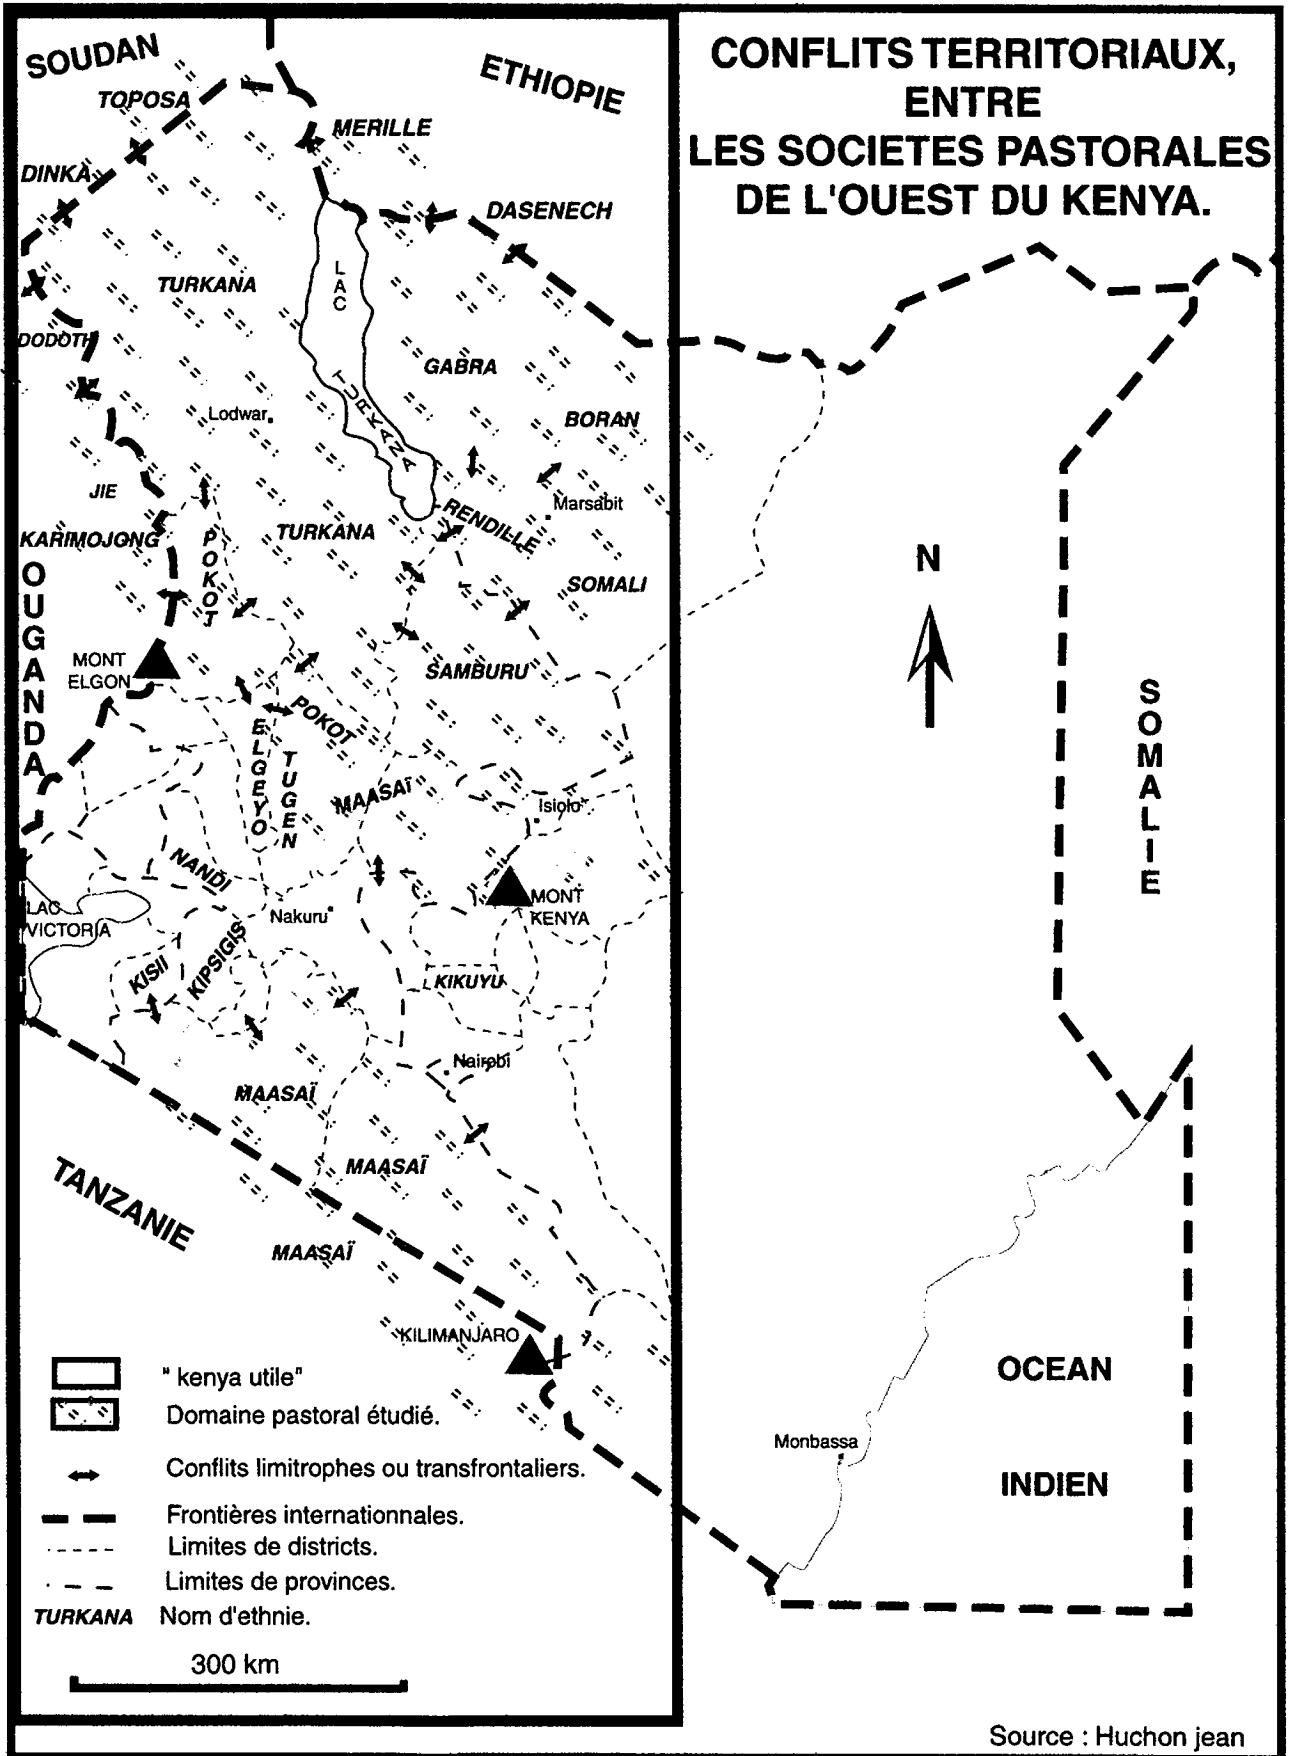 CONFLITS TERRITORIAUX,
ENTRE
LES SOCIETES PASTORALES
DE L'OUEST DU KENYA.
SOUDAN
ETHIOPIE
TOPOSA
MERILLE
DINKA
DASENECH
TURKANA
LAC
TURKANA
DODOTH
GABRA
Lodwar
BORAN
JIE
RENDILLE
Marsabit
KARIMOJONG
POKOT
TURKANA
OUGANDA
SOMALI
N
MONT
ELGON
SAMBURU
POKOT
ELGEYO
TUGEN
MAASAÏ
Isiolo
SOMALIE
NANDI
LAC
VICTORIA
Nakuru
MONT
KENYA
KISII
KIPSIGIS
KIKUYU
Nairobi
MAASAÏ
MAASAÏ
TANZANIE
MAASAÏ
KILIMANJARO
OCEAN
INDIEN
Monbassa
" kenya utile"
Domaine pastoral étudié.
Conflits limitrophes ou transfrontaliers.
Frontières internationnales.
Limites de districts.
Limites de provinces.
TURKANA Nom d'ethnie.
300 km
Source : Huchon jean